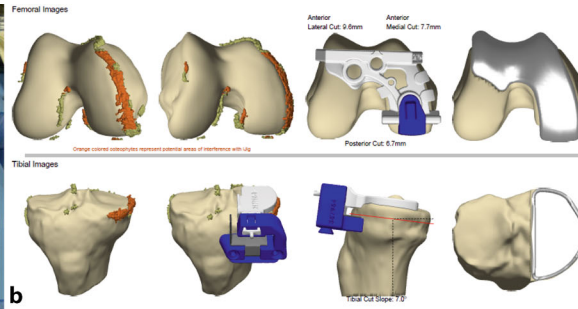 Femoral Images
Anterior
Lateral Cut: 9.6mm
Anterior
Medial Cut: 7.7mm
Posterior Cut: 6.7mm
Orange colored osteophytes represent potential areas of interference with iJig
Tibial Images
Tibial Cut Slope: 7.0°
b